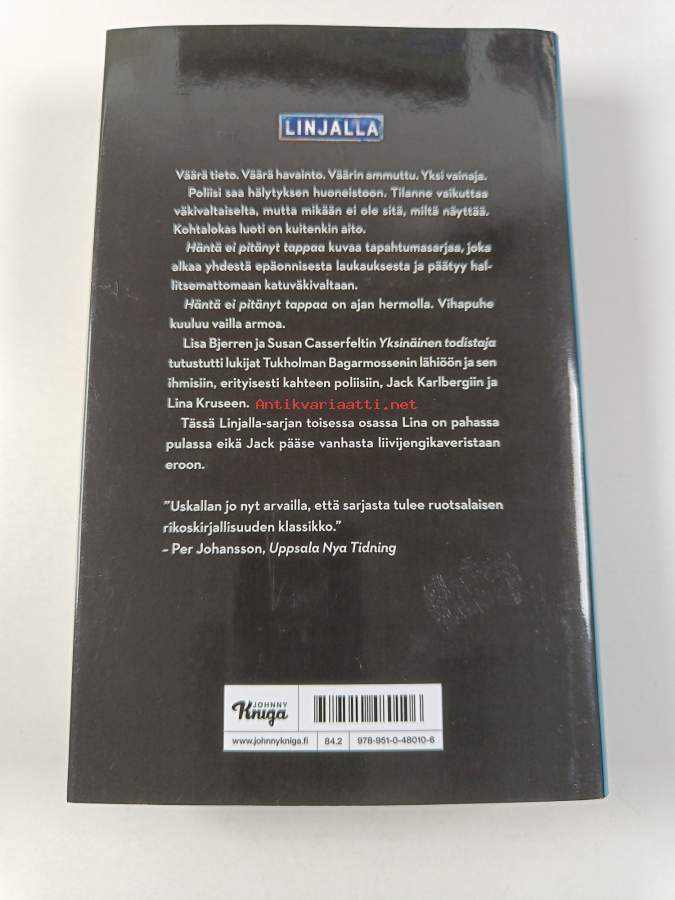 LINJALLA
Väärä tieto. Väärä havainto. Väärin ammuttu. Yksi vainaja.
Poliisi saa hälytyksen huoneistoon. Tilanne vaikuttaa
väkivaltaiselta, mutta mikään ei ole sitä, miltä näyttää.
Kohtalokas luoti on kuitenkin aito.
Häntä ei pitänyt tappaa kuvaa tapahtumasarjaa, joka
alkaa yhdestä epäonnisesta laukauksesta ja päätyy hal-
litsemattomaan katuväkivaltaan.
Häntä ei pitänyt tappaa on ajan hermolla. Vihapuhe
kuuluu vailla armoa.
Lisa Bjerren ja Susan Casserfeltin Yksinäinen todistaja
tutustutti lukijat Tukholman Bagarmossenin lähiöön ja sen
ihmisiin, erityisesti kahteen poliisiin, Jack Karlbergiin ja
Lina Kruseen. Antikvariaatti.net
Tässä Linjalla-sarjan toisessa osassa Lina on pahassa
pulassa eikä Jack pääse vanhasta liivijengikaveristaan
eroon.
”Uskallan jo nyt arvailla, että sarjasta tulee ruotsalaisen
rikoskirjallisuuden klassikko.”
– Per Johansson, Uppsala Nya Tidning
JOHNNY
Kniga
www.johnnykniga.fi 84.2 978-951-0-48010-6